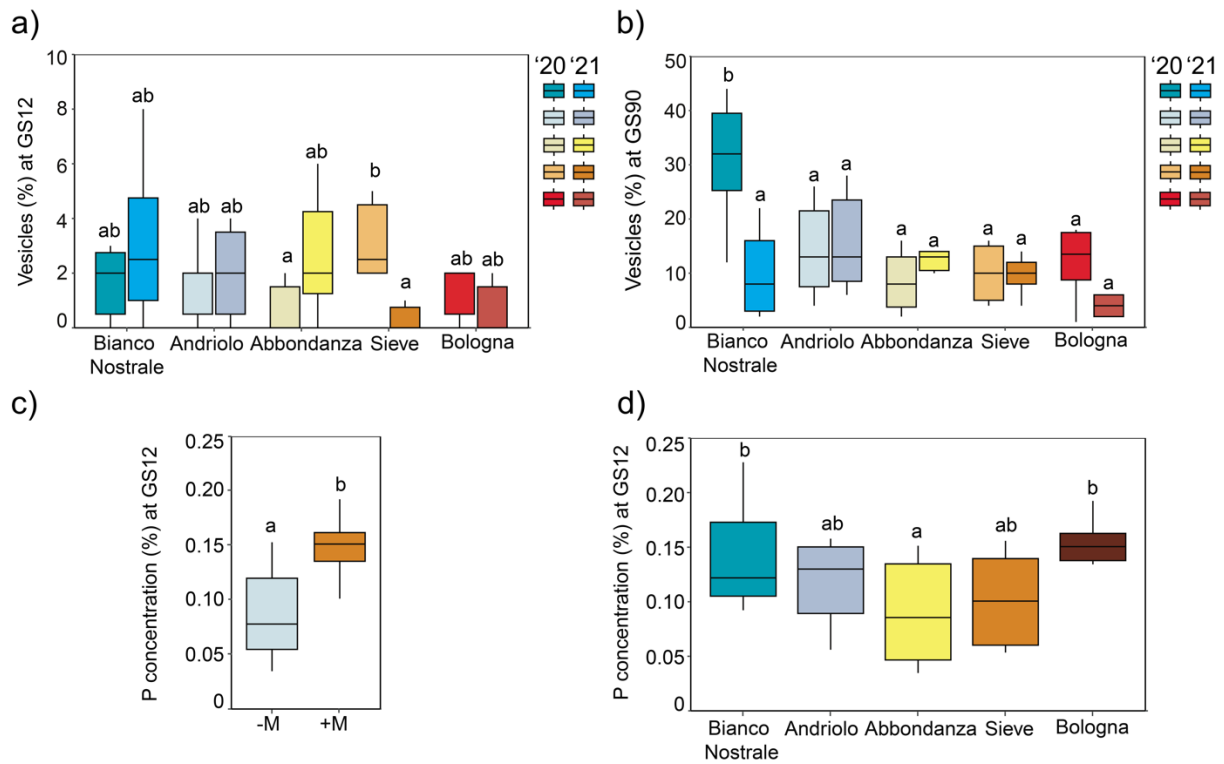 a)
Vesicles (%) at GS12
10
8
6
4
2
0
ab
ab
ab
ab
a
ab
b
a
ab
ab
Bianco
Nostrale
Andriolo
Abbondanza
Sieve
Bologna
‘20 ‘21
b)
Vesicles (%) at GS90
50
40
30
20
10
0
b
a
a
a
a
a
a
a
a
a
Bianco
Nostrale
Andriolo
Abbondanza
Sieve
Bologna
‘20 ‘21
c)
P concentration (%) at GS12
0.25
0.20
0.15
0.10
0.05
0
a
b
-M
+M
d)
P concentration (%) at GS12
0.25
0.20
0.15
0.10
0.05
0
b
ab
a
ab
b
Bianco
Nostrale
Andriolo
Abbondanza
Sieve
Bologna